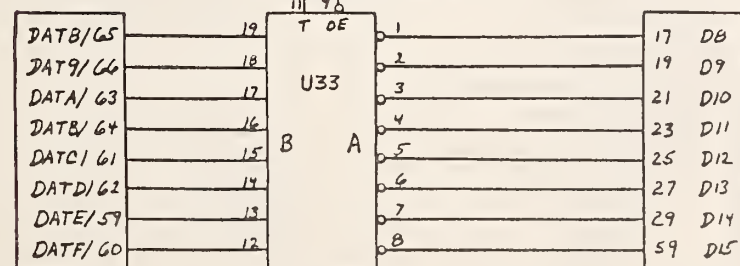 11 9
T OE
DAT8/65 19 1 17 D8
DAT9/66 18 2 19 D9
U33
DATA/63 17 3 21 D10
DATB/64 16 4 23 D11
B A
DATC/61 15 5 25 D12
DATD/62 14 6 27 D13
DATE/59 13 7 29 D14
DATF/60 12 8 59 D15